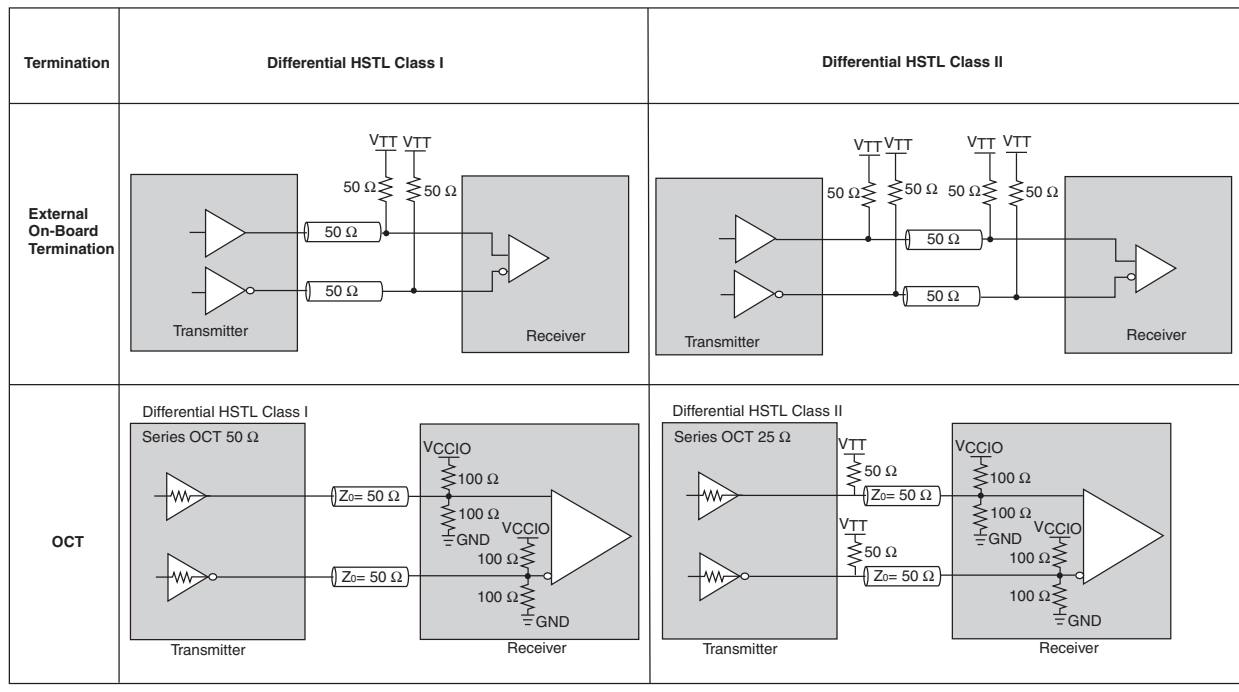 Termination
Differential HSTL Class I
Differential HSTL Class II
External
On-Board
Termination
VTT VTT
50 Ω 50 Ω
50 Ω
50 Ω
Transmitter
Receiver
VTT VTT VTT VTT
50 Ω 50 Ω 50 Ω 50 Ω
50 Ω
50 Ω
Transmitter
Receiver
OCT
Differential HSTL Class I
Series OCT 50 Ω
VCCIO
100 Ω
Z0= 50 Ω
100 Ω
VCCIO
GND
100 Ω
Z0= 50 Ω
100 Ω
GND
Transmitter
Receiver
Differential HSTL Class II
Series OCT 25 Ω
VTT
VCCIO
50 Ω
100 Ω
Z0= 50 Ω
100 Ω
VTT
VCCIO
GND
50 Ω
100 Ω
Z0= 50 Ω
100 Ω
GND
Transmitter
Receiver